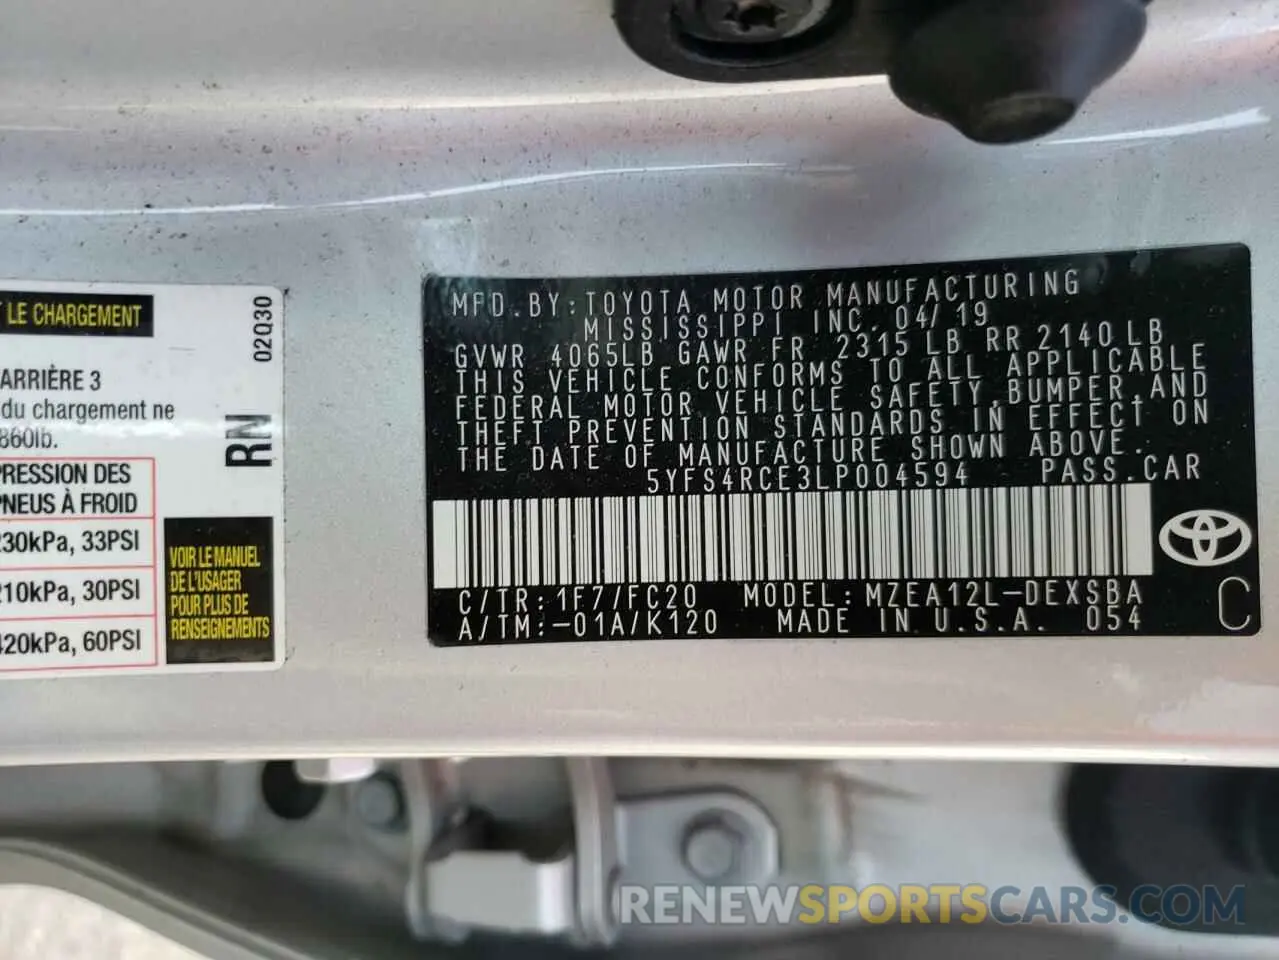 LE CHARGEMENT
ARRIÈRE 3
du chargement ne
860lb.
PRESSION DES
PNEUS À FROID
230kPa, 33PSI
210kPa, 30PSI
420kPa, 60PSI
02Q30
RN
VOIR LE MANUEL
DE L'USAGER
POUR PLUS DE
RENSEIGNEMENTS
MFD. BY: TOYOTA MOTOR MANUFACTURING
MISSISSIPPI INC. 04/19
GVWR 4065LB GAWR FR 2315 LB RR 2140 LB
THIS VEHICLE CONFORMS TO ALL APPLICABLE
FEDERAL MOTOR VEHICLE SAFETY,BUMPER,AND
THEFT PREVENTION STANDARDS IN EFFECT ON
THE DATE OF MANUFACTURE SHOWN ABOVE.
5YFS4RCE3LP004594 PASS.CAR
C/TR: 1F7/FC20 MODEL: MZEA12L-DEXSBA
A/TM:-01A/K120 MADE IN U.S.A. 054
C
RENEWSPORTSCARS.COM